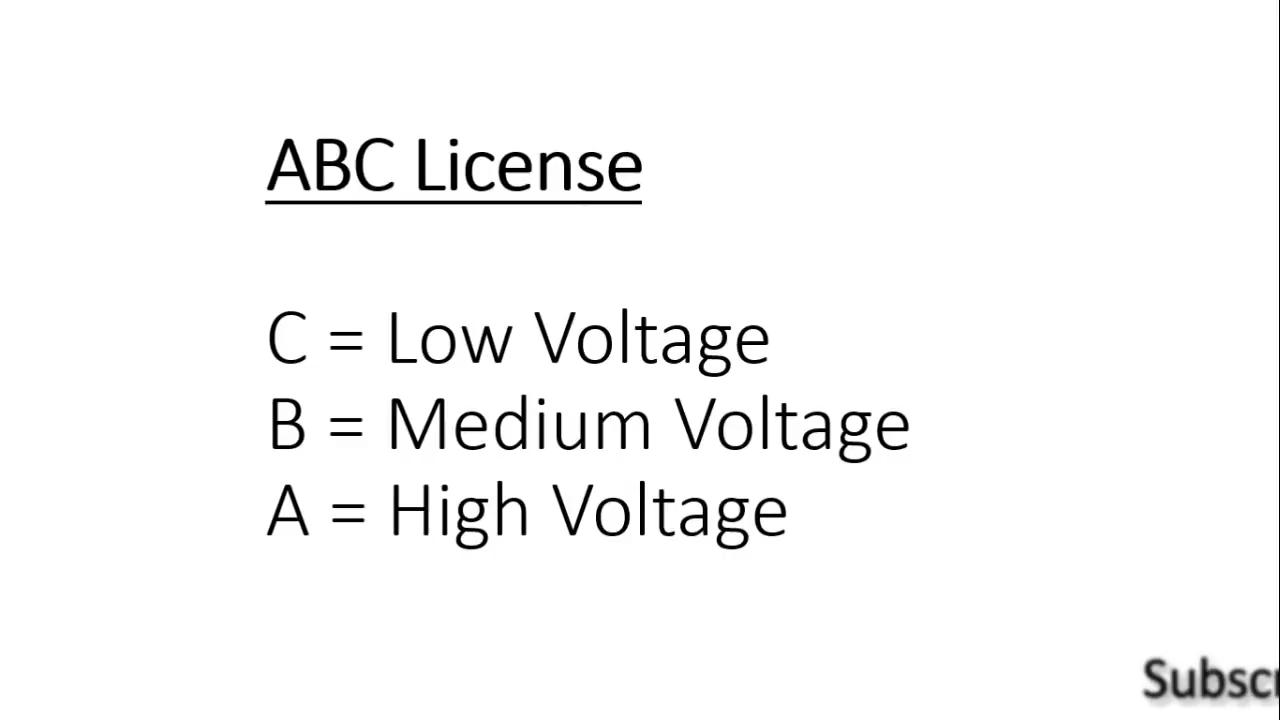 ABC License
C = Low Voltage
B = Medium Voltage
A = High Voltage